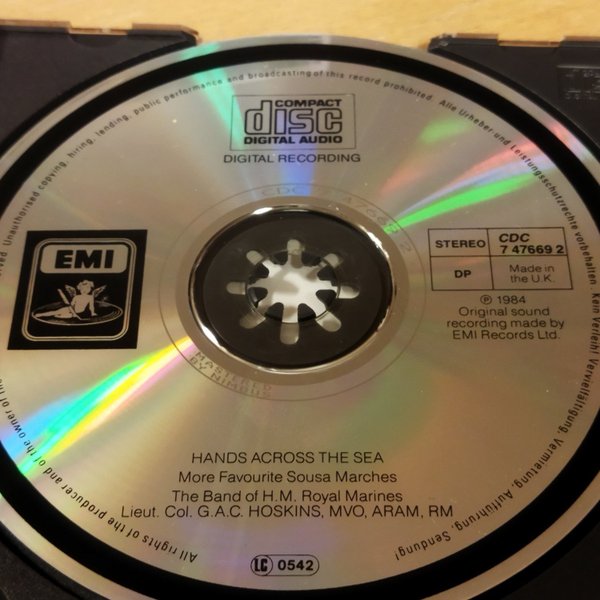 COMPACT
disc
DIGITAL AUDIO
DIGITAL RECORDING
EMI
STEREO
CDC
7 47669 2
DP
Made in
the U.K.
℗ 1984
Original sound
recording made by
EMI Records Ltd.
MASTERED
BY NIMBUS
HANDS ACROSS THE SEA
More Favourite Sousa Marches
The Band of H.M. Royal Marines
Lieut. Col. G.A.C. HOSKINS, MVO, ARAM, RM
LC 0542
All rights of the producer and of the owner of the
Unauthorised copying, hiring, lending, public performance and broadcasting of this record prohibited. Alle Urheber und Leistungsschutzrechte vorbehalten. Kein Verleih! Vervielfältigung, Vermietung, Aufführung, Sendung!